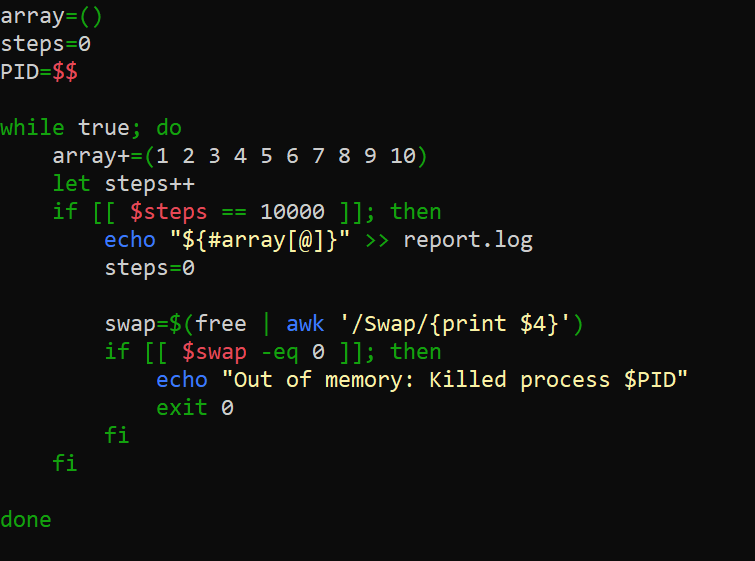 array=()
steps=0
PID=$$

while true; do
    array+=(1 2 3 4 5 6 7 8 9 10)
    let steps++
    if [[ $steps == 10000 ]]; then
        echo "${#array[@]}" >> report.log
        steps=0

        swap=$(free | awk '/Swap/{print $4}')
        if [[ $swap -eq 0 ]]; then
            echo "Out of memory: Killed process $PID"
            exit 0
        fi
    fi

done